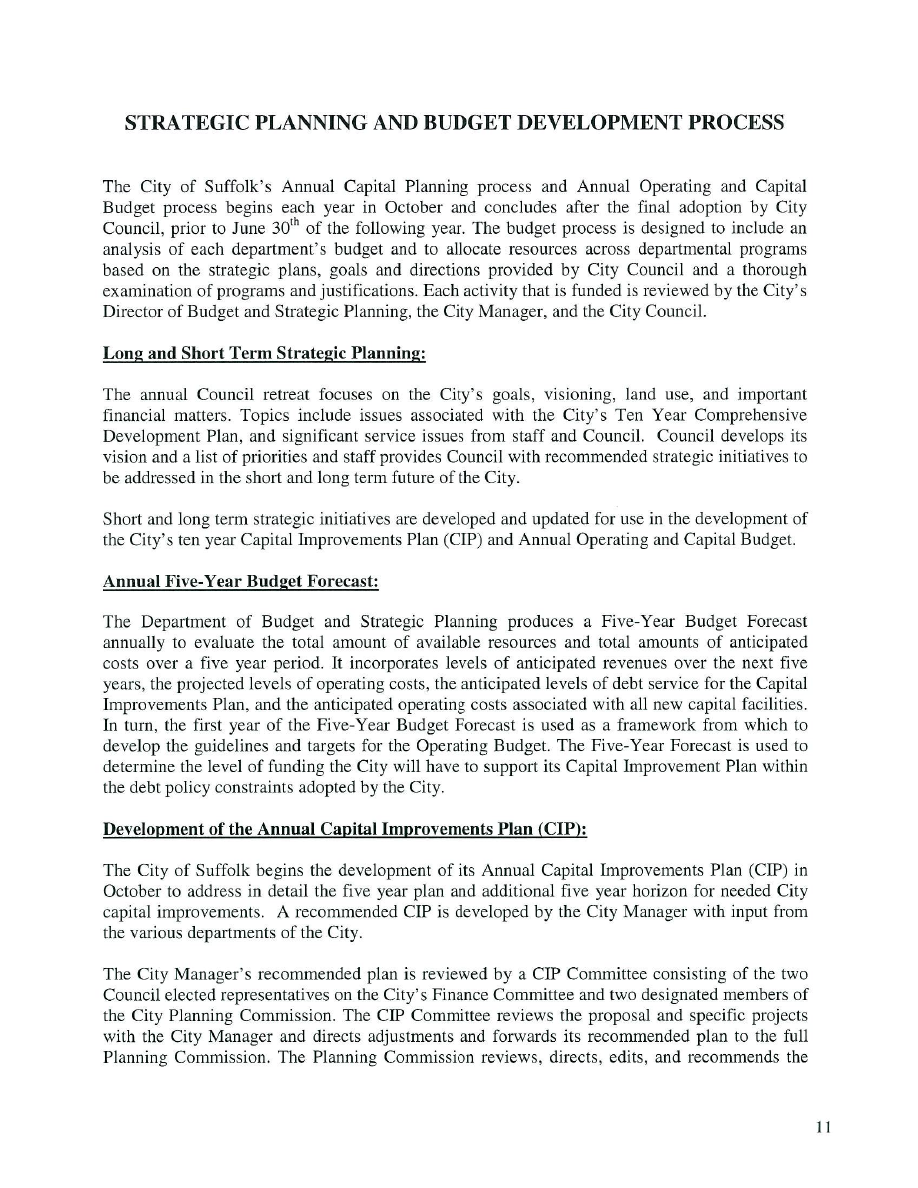 STRATEGIC PLANNING AND BUDGET DEVELOPMENT PROCESS
The City of Suffolk's Annual Capital Planning process and Annual Operating and Capital
Budget process begins each year in October and concludes after the final adoption by City
Council, prior to June 30th of the following year. The budget process is designed to include an
analysis of each department's budget and to allocate resources across departmental programs
based on the strategic plans, goals and directions provided by City Council and a thorough
examination of programs and justifications. Each activity that is funded is reviewed by the City's
Director of Budget and Strategic Planning, the City Manager, and the City Council.
Long and Short Term Strategic Planning:
The annual Council retreat focuses on the City's goals, visioning, land use, and important
financial matters. Topics include issues associated with the City's Ten Year Comprehensive
Development Plan, and significant service issues from staff and Council. Council develops its
vision and a list of priorities and staff provides Council with recommended strategic initiatives to
be addressed in the short and long term future of the City.
Short and long term strategic initiatives are developed and updated for use in the development of
the City's ten year Capital Improvements Plan (CIP) and Annual Operating and Capital Budget.
Annual Five-Year Budget Forecast:
The Department of Budget and Strategic Planning produces a Five-Year Budget Forecast
annually to evaluate the total amount of available resources and total amounts of anticipated
costs over a five year period. It incorporates levels of anticipated revenues over the next five
years, the projected levels of operating costs, the anticipated levels of debt service for the Capital
Improvements Plan, and the anticipated operating costs associated with all new capital facilities.
In turn, the first year of the Five-Year Budget Forecast is used as a framework from which to
develop the guidelines and targets for the Operating Budget. The Five-Year Forecast is used to
determine the level of funding the City will have to support its Capital Improvement Plan within
the debt policy constraints adopted by the City.
Development of the Annual Capital Improvements Plan (CIP):
The City of Suffolk begins the development of its Annual Capital Improvements Plan (CIP) in
October to address in detail the five year plan and additional five year horizon for needed City
capital improvements. A recommended CIP is developed by the City Manager with input from
the various departments of the City.
The City Manager's recommended plan is reviewed by a CIP Committee consisting of the two
Council elected representatives on the City's Finance Committee and two designated members of
the City Planning Commission. The CIP Committee reviews the proposal and specific projects
with the City Manager and directs adjustments and forwards its recommended plan to the full
Planning Commission. The Planning Commission reviews, directs, edits, and recommends the
11